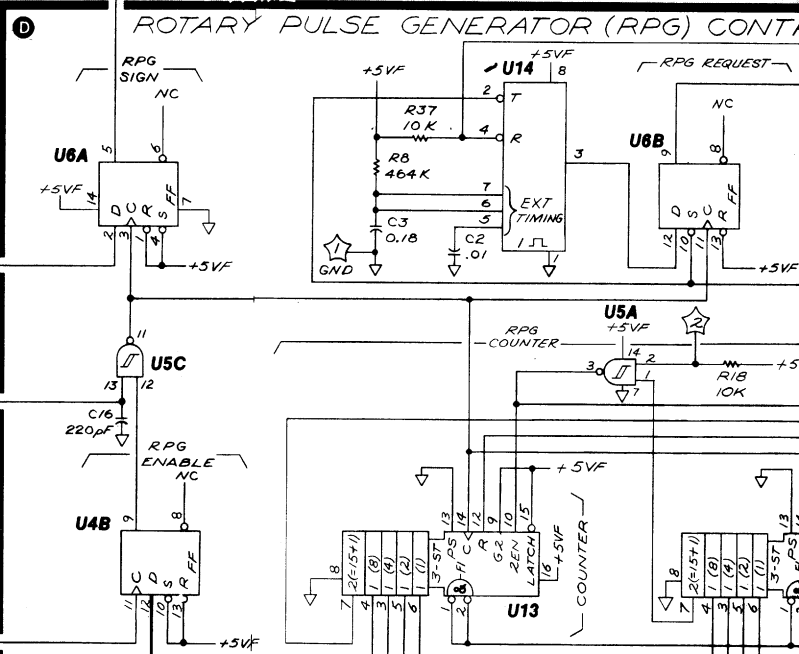 D
ROTARY PULSE GENERATOR (RPG) CONT
RPG
SIGN
NC
5
6
U6A
+5VF
14
D
C
R
S
FF
7
2
3
1
4
+5VF
+5VF
R37
10K
R8
464K
C3
0.18
1
GND
C2
.01
U14
+5VF
8
2
T
4
R
7
6
5
EXT
TIMING
1
1
3
RPG REQUEST
NC
9
8
U6B
D
S
C
R
FF
12
10
11
13
+5VF
11
U5C
13
12
C16
220pF
RPG
ENABLE
NC
9
8
U4B
C
D
S
R
FF
11
12
10
13
+5VF
RPG
COUNTER
U5A
+5VF
14
2
3
1
7
2
R18
10K
+5
+5VF
13
14
12
9
10
15
8
2(=15+1)
1 (8)
1 (4)
1 (2)
1 (1)
3-ST
F1
PS
C
R
G2
2EN
LATCH
&
16
+5VF
7
4
3
5
6
1
2
U13
COUNTER
13
8
2(=15+1)
1 (8)
1 (4)
1 (2)
1 (1)
3-ST
PS
7
4
3
5
6
1